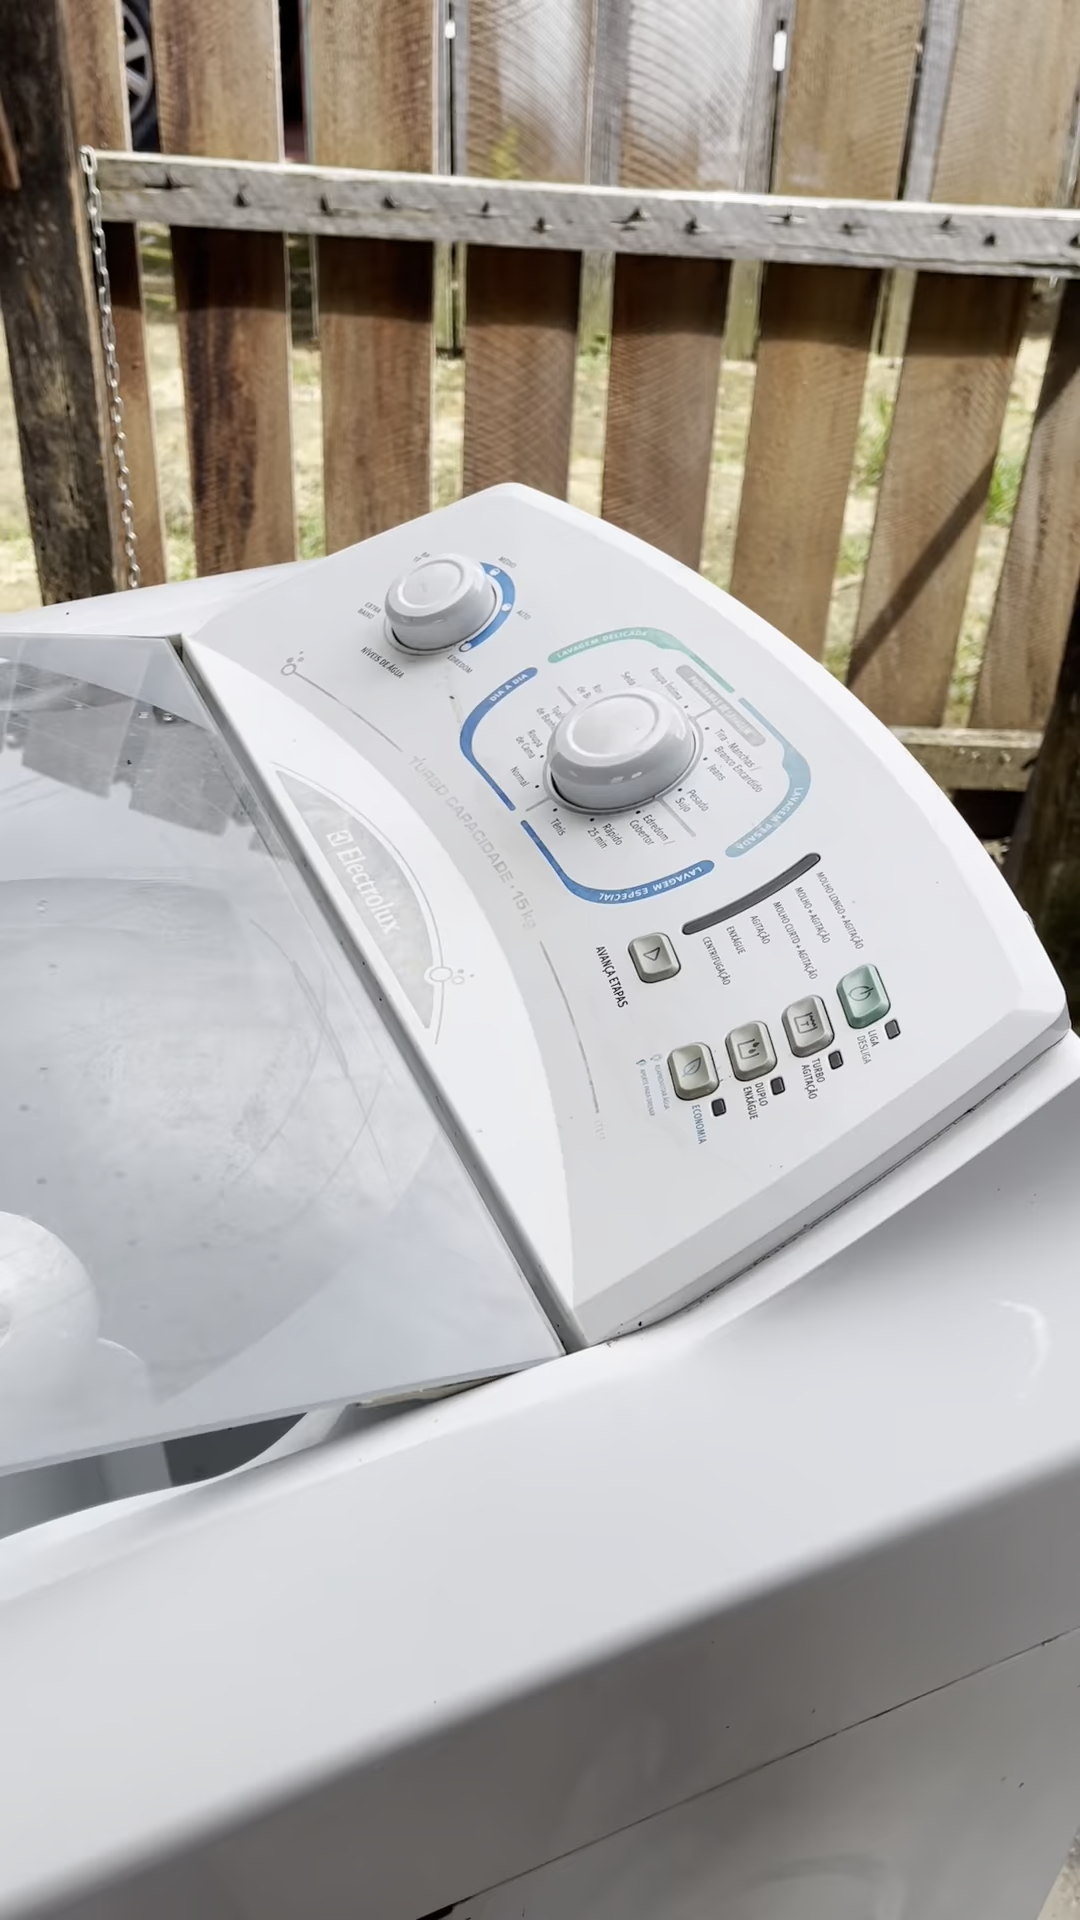 MÉDIO
ALTO
EDREDOM
EXTRA
BAIXO
NÍVEIS DE ÁGUA
LAVAGEM DELICADA
DIA A DIA
LAVAGEM PESADA
LAVAGEM ESPECIAL
Seda
Roupa Íntima
Tira - Manchas /
Branco Encardido
Jeans
Pesado
Sujo
Edredom /
Cobertor
Rápido
25 min
Tênis
Normal
Roupa
de Cama
TURBO CAPACIDADE • 15kg
Electrolux
AVANÇA ETAPAS
MOLHO LONGO + AGITAÇÃO
MOLHO + AGITAÇÃO
MOLHO CURTO + AGITAÇÃO
AGITAÇÃO
ENXÁGUE
CENTRIFUGAÇÃO
LIGA
DESLIGA
TURBO
AGITAÇÃO
DUPLO
ENXÁGUE
ECONOMIA